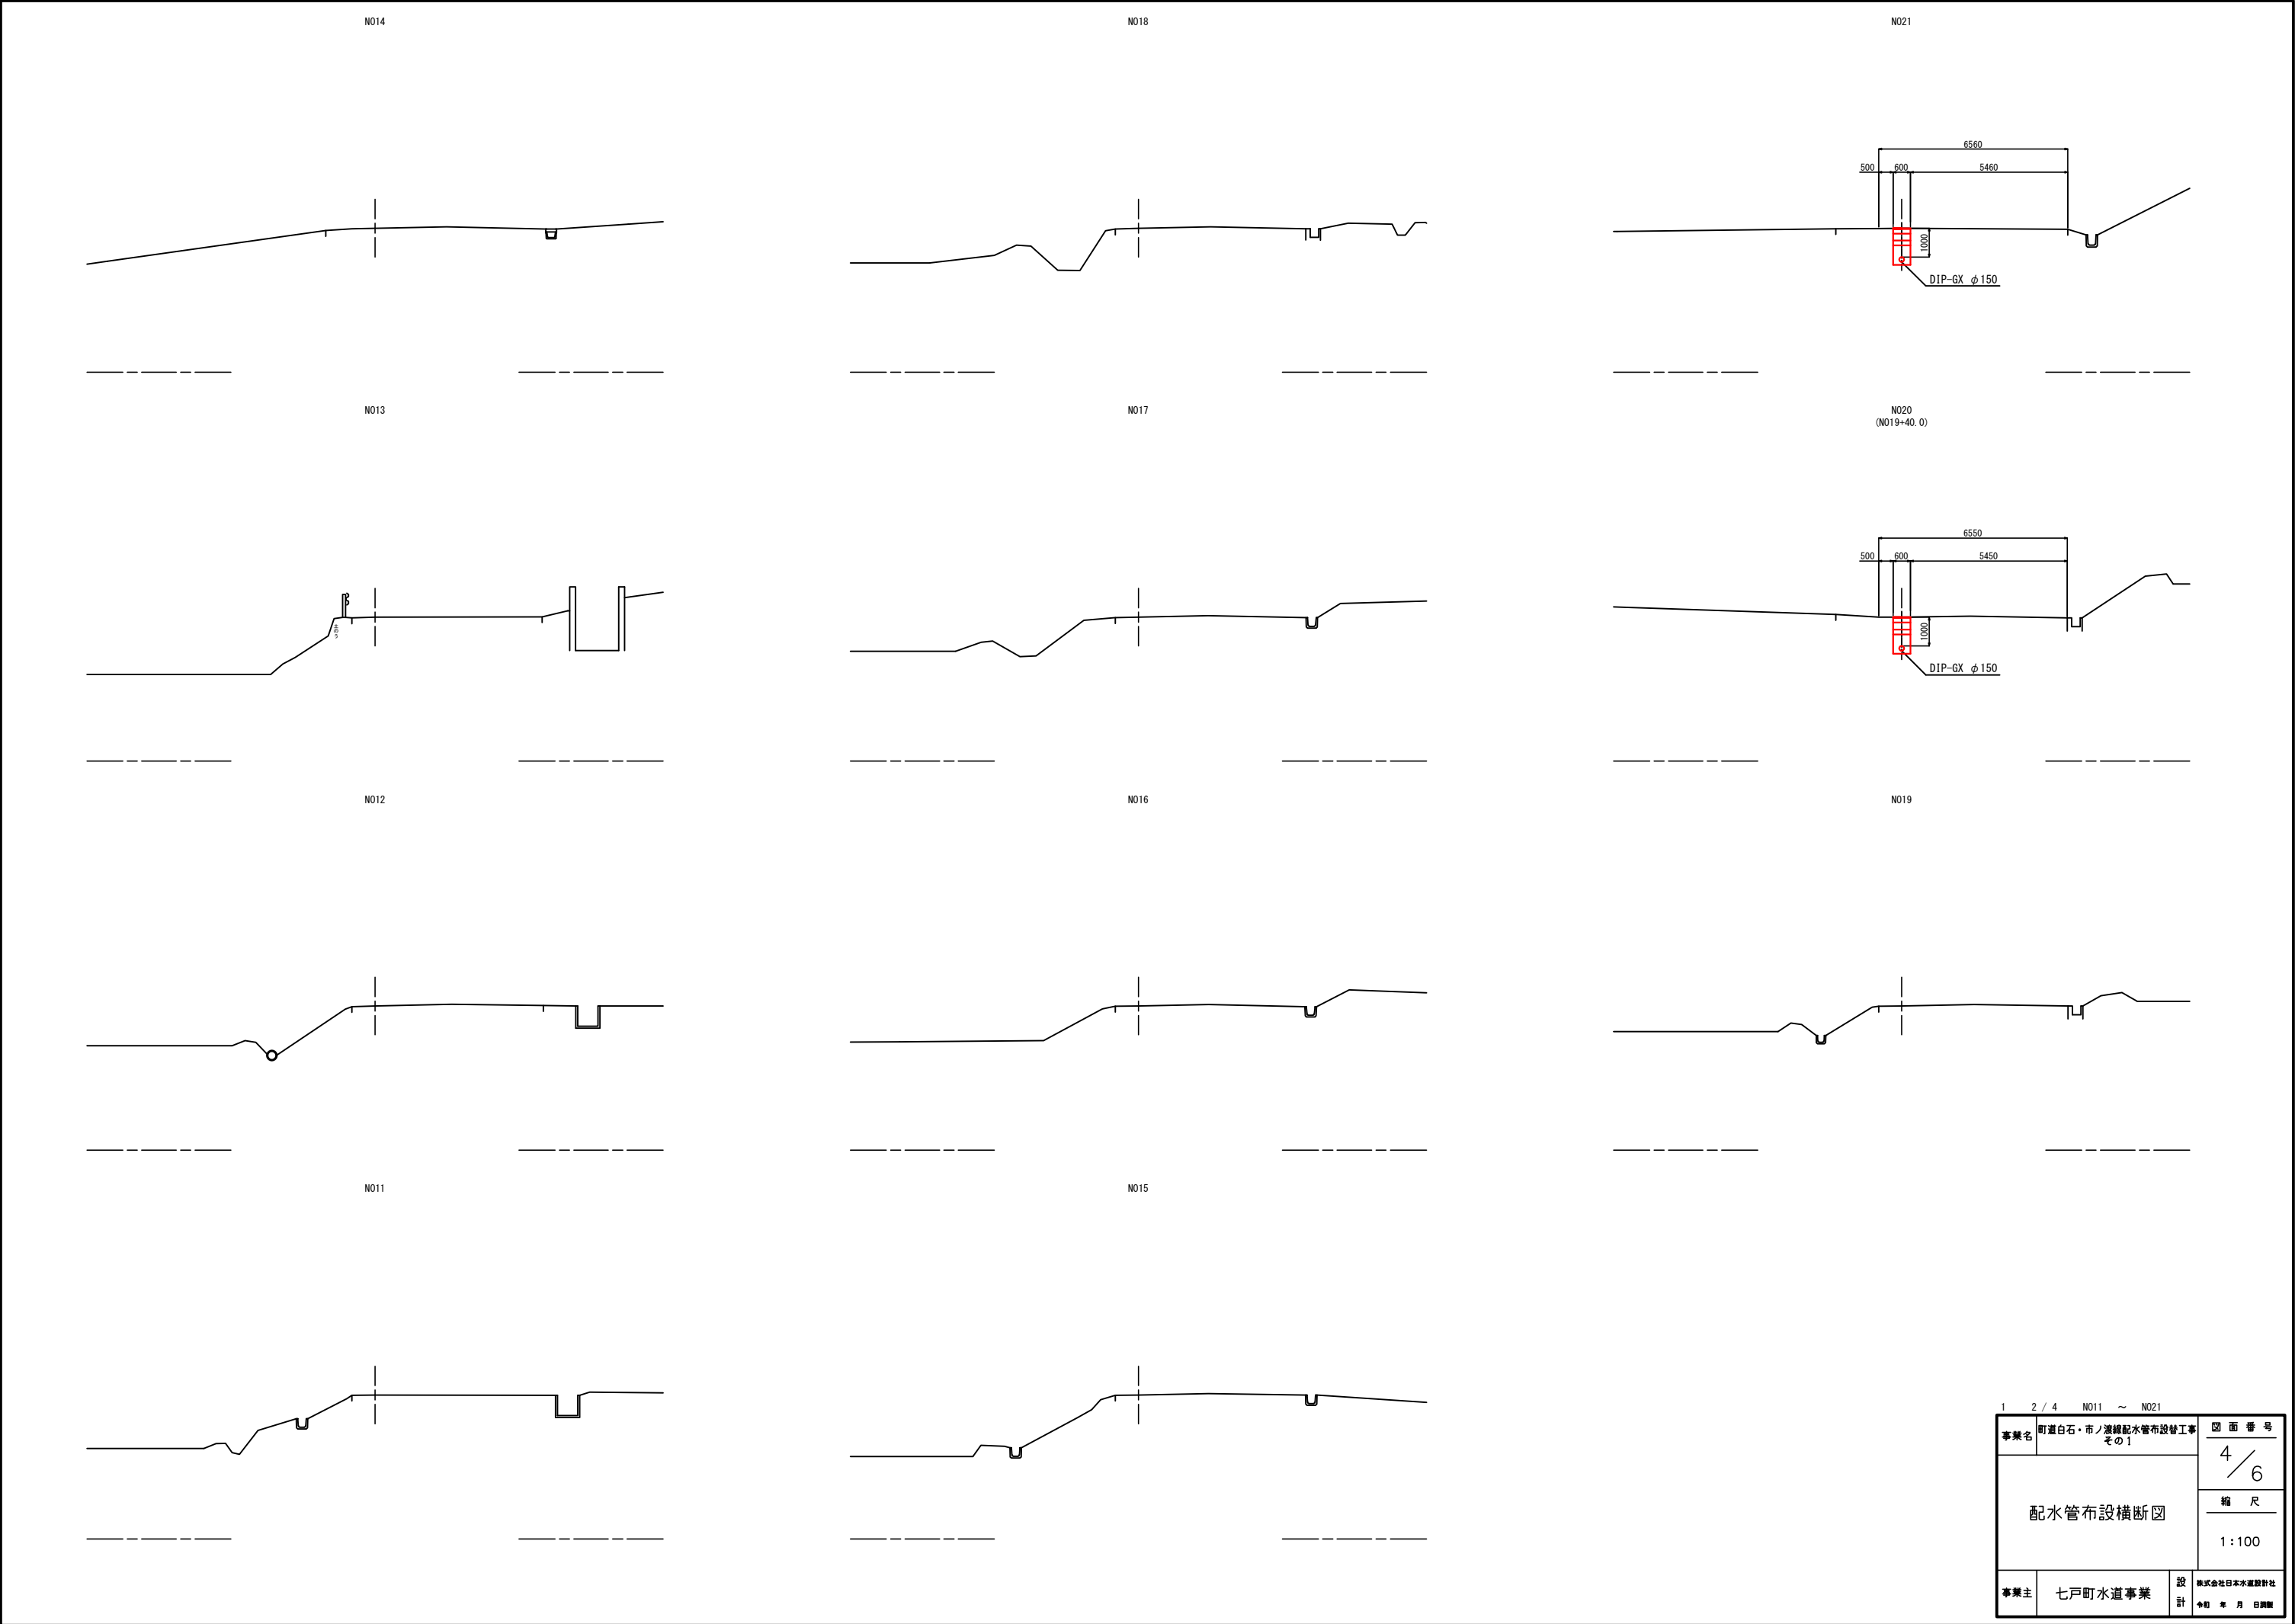 NO14
NO18
NO21
6560
500
600
5460
1000
DIP-GX φ150
NO13
NO17
NO20
(NO19+40.0)
6550
500
600
5450
1000
DIP-GX φ150
土のう
NO12
NO16
NO19
NO11
NO15
1 2 / 4 NO11 ～ NO21
事業名
町道白石・市ノ渡線配水管布設替工事
その1
図面番号
4/6
配水管布設横断図
縮 尺
1:100
事業主
七戸町水道事業
設計
株式会社日本水道設計社
令和 年 月 日調製